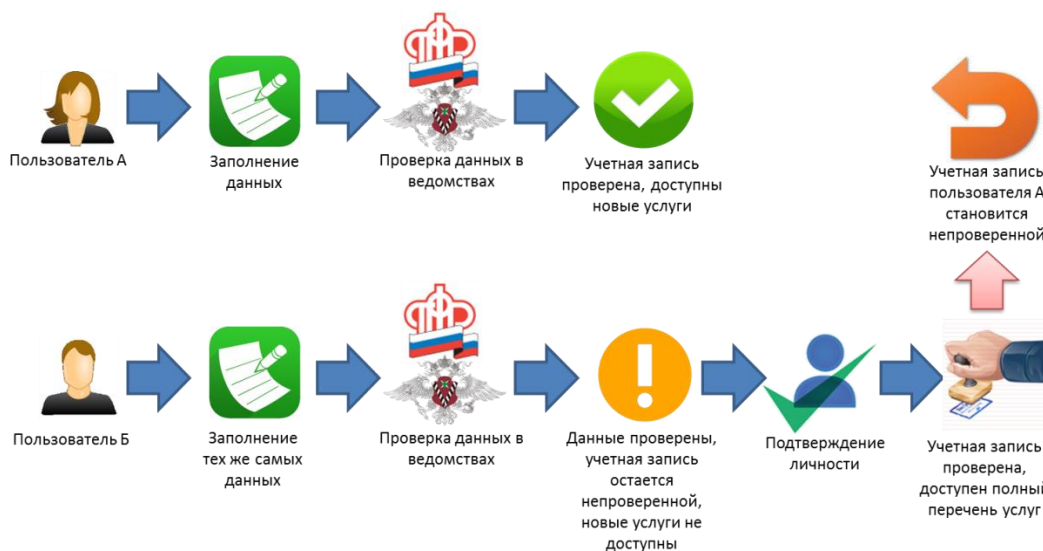 Пользователь А
Заполнение
данных
Проверка данных в
ведомствах
Учетная запись
проверена, доступны
новые услуги
Учетная запись
пользователя А
становится
непроверенной
Пользователь Б
Заполнение
тех же самых
данных
Проверка данных в
ведомствах
Данные проверены,
учетная запись
остается
непроверенной,
новые услуги не
доступны
Подтверждение
личности
Учетная запись
проверена,
доступен полный
перечень услуг